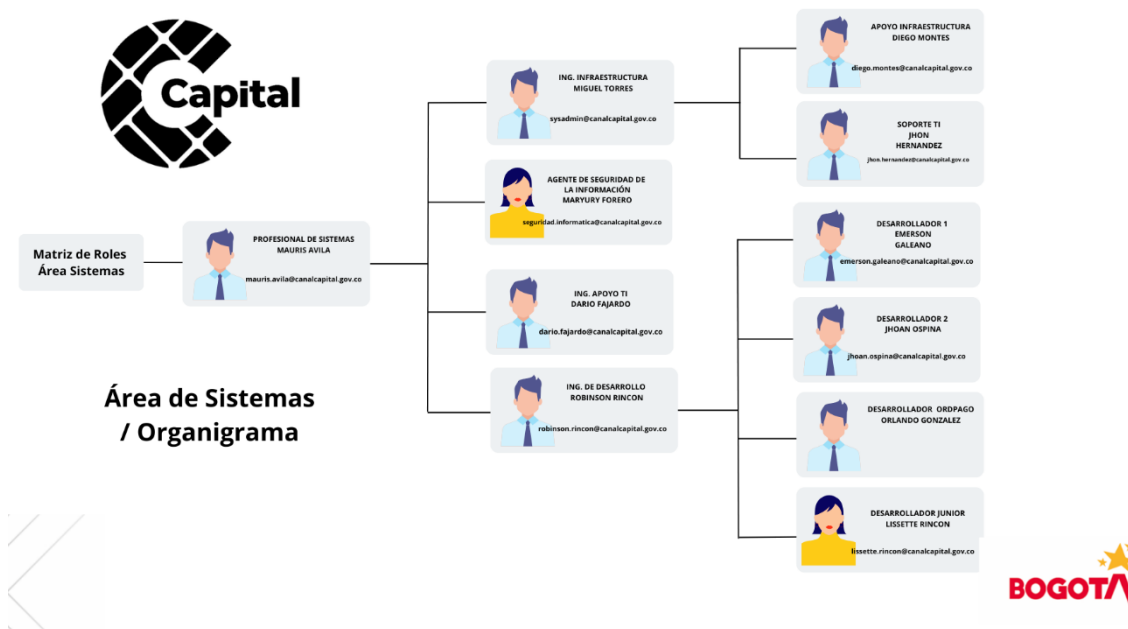 Capital
Matriz de Roles
Área Sistemas
PROFESIONAL DE SISTEMAS
MAURIS AVILA
mauris.avila@canalcapital.gov.co
ING. INFRAESTRUCTURA
MIGUEL TORRES
sysadmin@canalcapital.gov.co
AGENTE DE SEGURIDAD DE
LA INFORMACIÓN
MARYURY FORERO
seguridad.informatica@canalcapital.gov.co
ING. APOYO TI
DARIO FAJARDO
dario.fajardo@canalcapital.gov.co
ING. DE DESARROLLO
ROBINSON RINCON
robinson.rincon@canalcapital.gov.co
APOYO INFRAESTRUCTURA
DIEGO MONTES
diego.montes@canalcapital.gov.co
SOPORTE TI
JHON
HERNANDEZ
jhon.hernandez@canalcapital.gov.co
DESARROLLADOR 1
EMERSON
GALEANO
emerson.galeano@canalcapital.gov.co
DESARROLLADOR 2
JHOAN OSPINA
jhoan.ospina@canalcapital.gov.co
DESARROLLADOR ORDPAGO
ORLANDO GONZALEZ
DESARROLLADOR JUNIOR
LISSETTE RINCON
lissette.rincon@canalcapital.gov.co
Área de Sistemas
/ Organigrama
BOGOTÁ